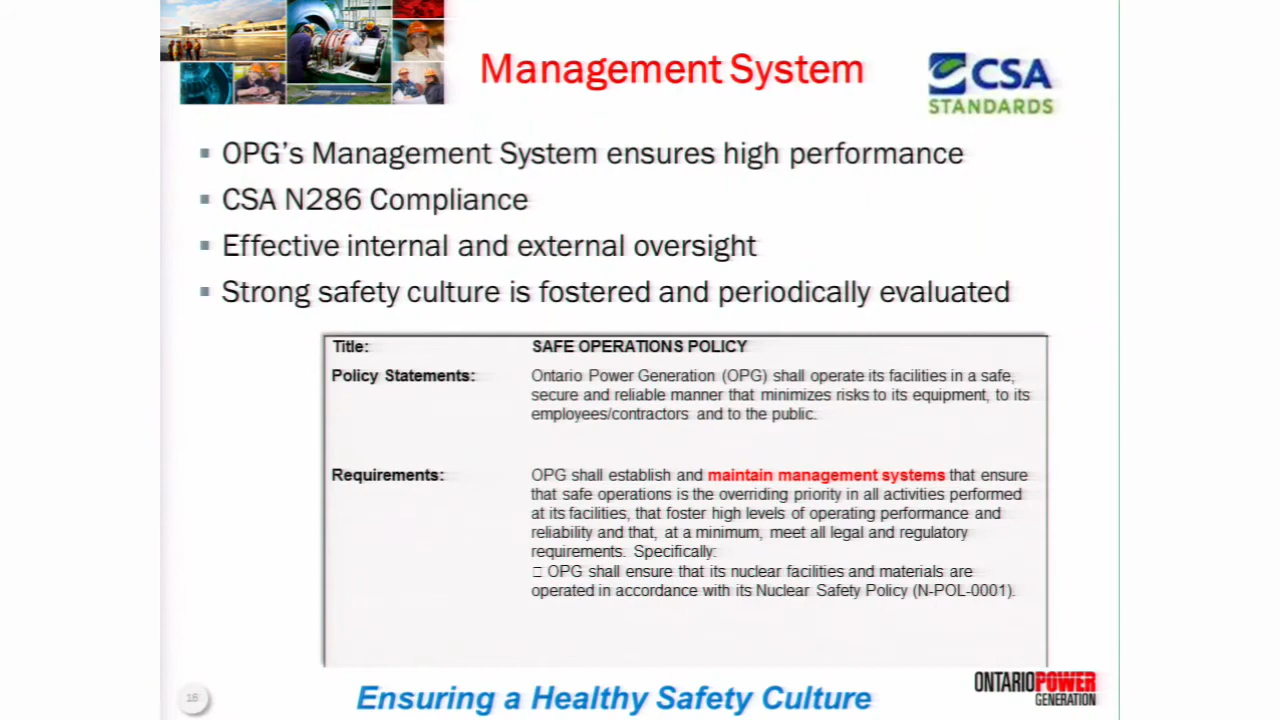 Management System
CSA
STANDARDS
▪ OPG's Management System ensures high performance
▪ CSA N286 Compliance
▪ Effective internal and external oversight
▪ Strong safety culture is fostered and periodically evaluated
Title: SAFE OPERATIONS POLICY
Policy Statements: Ontario Power Generation (OPG) shall operate its facilities in a safe,
secure and reliable manner that minimizes risks to its equipment, to its
employees/contractors and to the public.
Requirements: OPG shall establish and maintain management systems that ensure
that safe operations is the overriding priority in all activities performed
at its facilities, that foster high levels of operating performance and
reliability and that, at a minimum, meet all legal and regulatory
requirements. Specifically:
□ OPG shall ensure that its nuclear facilities and materials are
operated in accordance with its Nuclear Safety Policy (N-POL-0001).
16
Ensuring a Healthy Safety Culture
ONTARIOPOWER
GENERATION